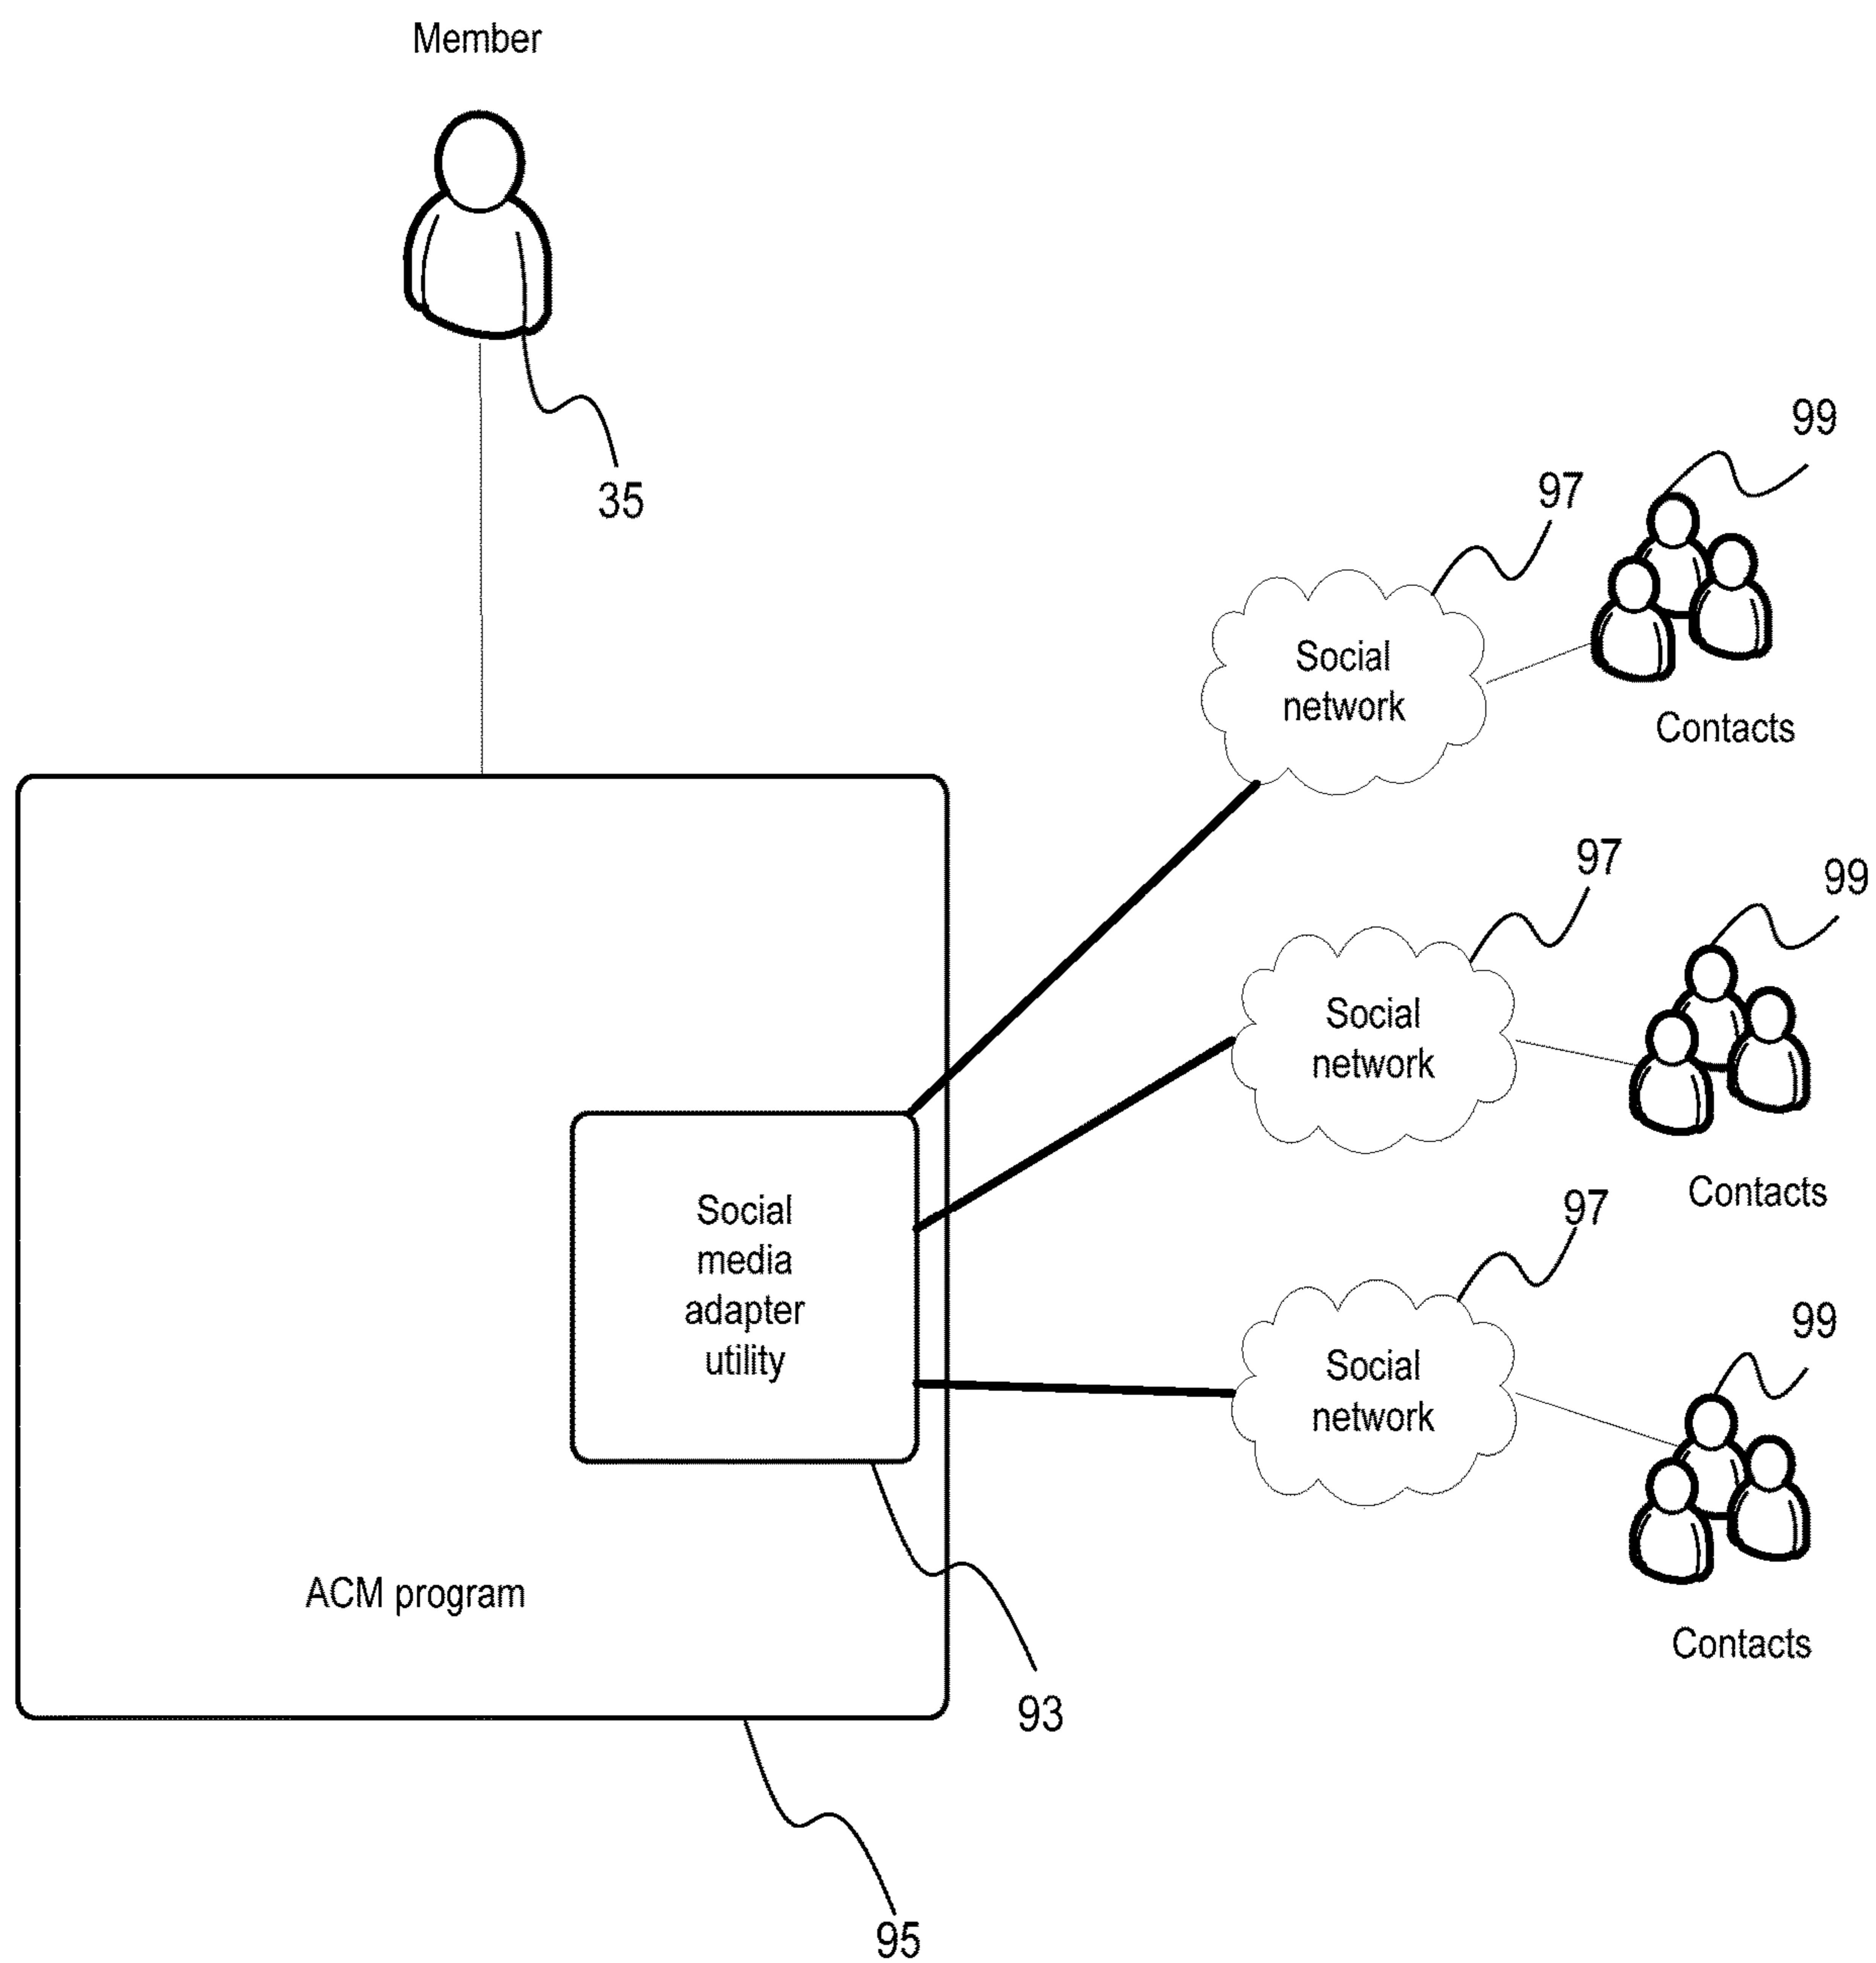 Member
35
99
97
Social
network
Contacts
97
99
Social
network
Contacts
97
Social
media
adapter
utility
99
Social
network
ACM program
Contacts
93
95